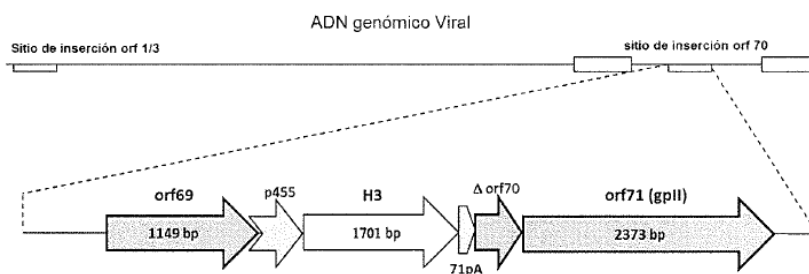 ADN genómico Viral
Sitio de inserción orf 1/3
sitio de inserción orf 70
orf69
p455
H3
Δ orf70
orf71 (gpII)
1149 bp
1701 bp
2373 bp
71pA